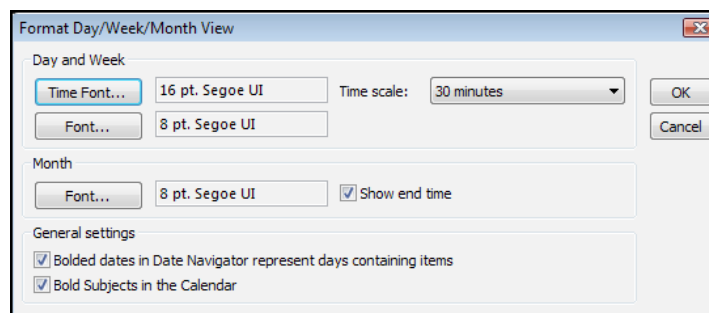 Format Day/Week/Month View
Day and Week
Time Font... 16 pt. Segoe UI Time scale: 30 minutes OK
Font... 8 pt. Segoe UI Cancel
Month
Font... 8 pt. Segoe UI Show end time
General settings
Bolded dates in Date Navigator represent days containing items
Bold Subjects in the Calendar